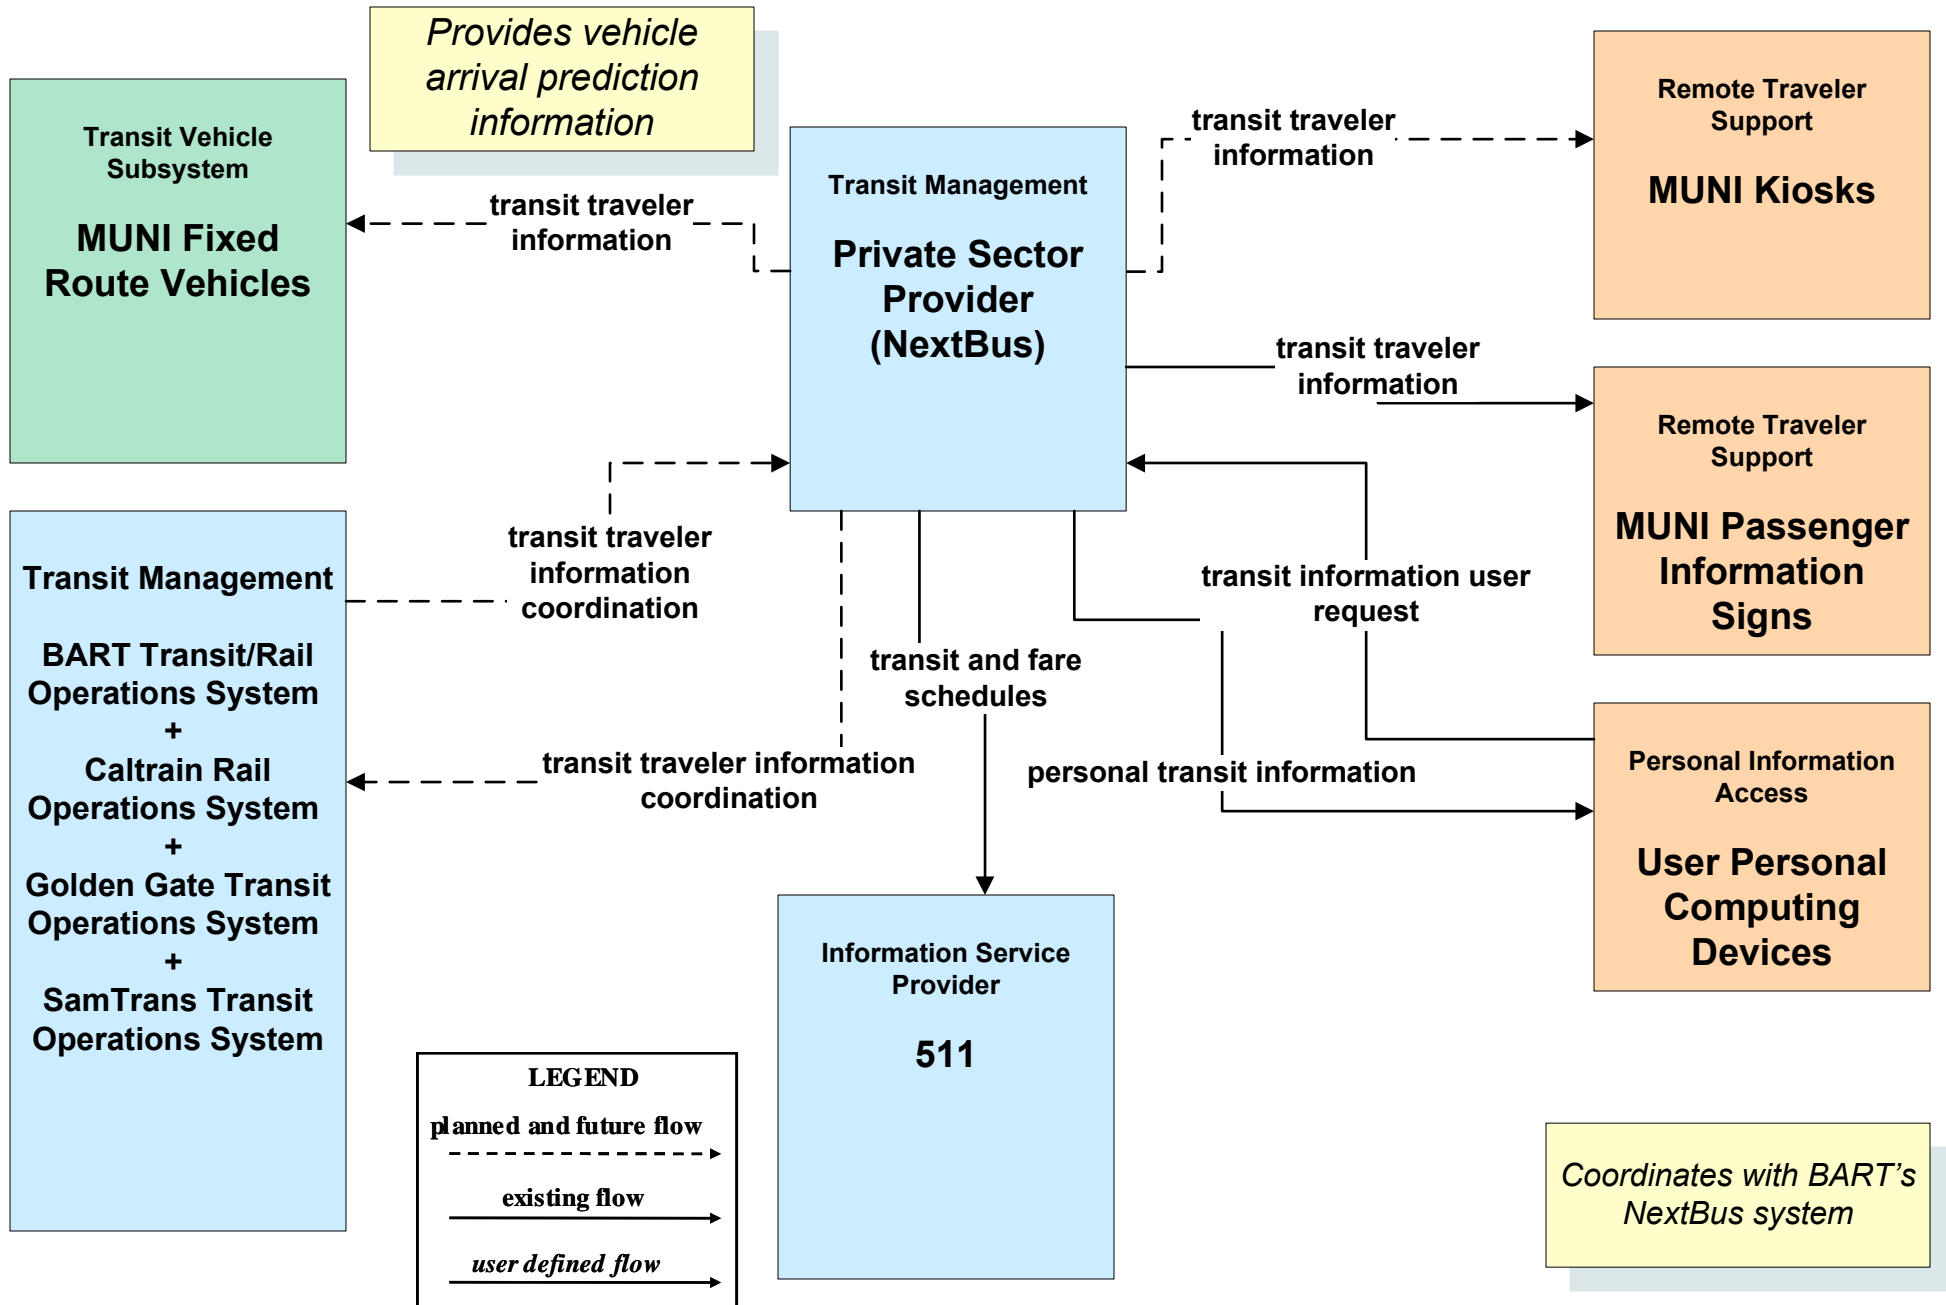 Provides vehicle
arrival prediction
information
Transit Vehicle
Subsystem
MUNI Fixed
Route Vehicles
transit traveler
information
Transit Management
Private Sector
Provider
(NextBus)
transit traveler
information
Remote Traveler
Support
MUNI Kiosks
transit traveler
information
Remote Traveler
Support
MUNI Passenger
Information
Signs
Transit Management
BART Transit/Rail
Operations System
+
Caltrain Rail
Operations System
+
Golden Gate Transit
Operations System
+
SamTrans Transit
Operations System
transit traveler
information
coordination
transit traveler information
coordination
transit and fare
schedules
transit information user
request
personal transit information
Personal Information
Access
User Personal
Computing
Devices
Information Service
Provider
511
LEGEND
planned and future flow
existing flow
user defined flow
Coordinates with BART’s
NextBus system